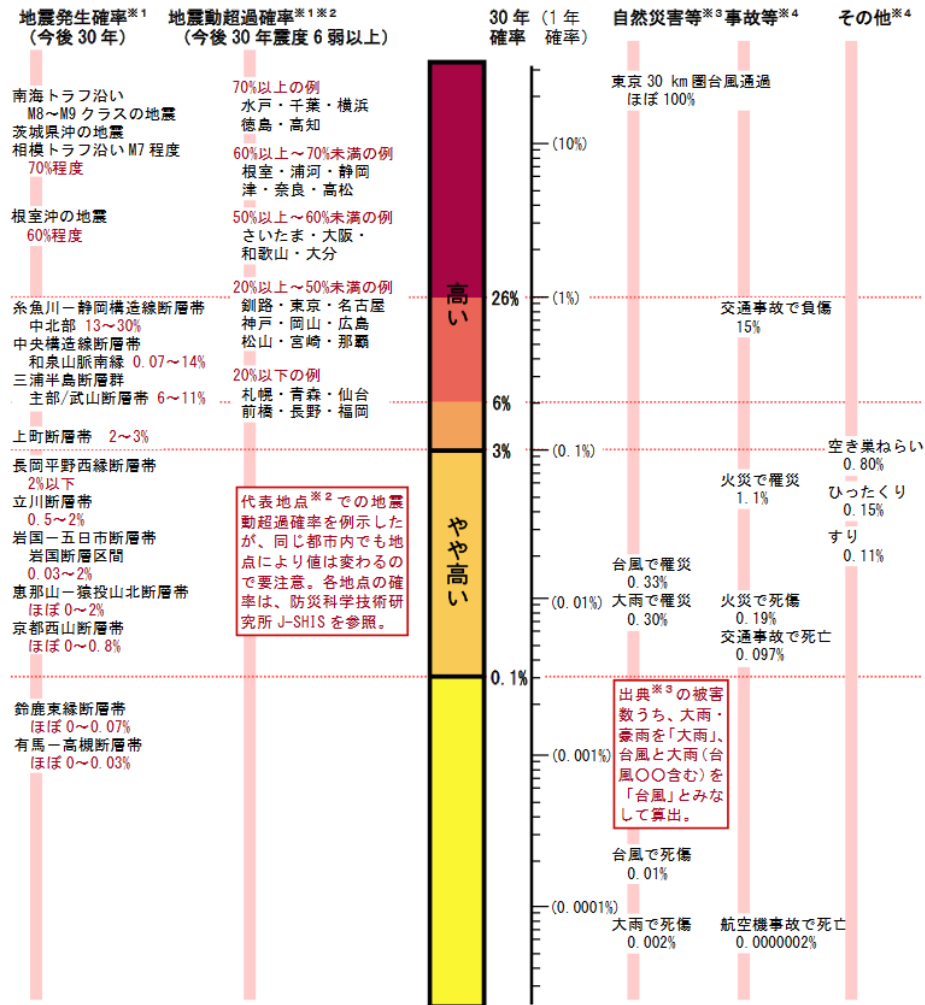 地震発生確率※1
（今後30年）
南海トラフ沿い
M8～M9クラスの地震
茨城県沖の地震
相模トラフ沿いM7程度
70%程度
根室沖の地震
60%程度
糸魚川－静岡構造線断層帯
中北部 13～30%
中央構造線断層帯
和泉山脈南縁 0.07～14%
三浦半島断層群
主部/武山断層帯 6～11%
上町断層帯 2～3%
長岡平野西縁断層帯
2%以下
立川断層帯
0.5～2%
岩国－五日市断層帯
岩国断層区間
0.03～2%
恵那山－猿投山北断層帯
ほぼ0～2%
京都西山断層帯
ほぼ0～0.8%
鈴鹿東縁断層帯
ほぼ0～0.07%
有馬－高槻断層帯
ほぼ0～0.03%
地震動超過確率※1※2
（今後30年震度6弱以上）
70%以上の例
水戸・千葉・横浜
徳島・高知
60%以上～70%未満の例
根室・浦河・静岡
津・奈良・高松
50%以上～60%未満の例
さいたま・大阪・
和歌山・大分
20%以上～50%未満の例
釧路・東京・名古屋
神戸・岡山・広島
松山・宮崎・那覇
20%以下の例
札幌・青森・仙台
前橋・長野・福岡
代表地点※2での地震
動超過確率を例示した
が、同じ都市内でも地
点により値は変わるの
で要注意。各地点の確
率は、防災科学技術研
究所J-SHISを参照。
高い
やや高い
30年
確率
26%
6%
3%
0.1%
（1年
確率）
(10%)
(1%)
(0.1%)
(0.01%)
(0.001%)
(0.0001%)
自然災害等※3
東京30 km圏台風通過
ほぼ100%
台風で罹災
0.33%
大雨で罹災
0.30%
出典※3の被害
数うち、大雨・
豪雨を「大雨」、
台風と大雨(台
風〇〇含む)を
「台風」とみな
して算出。
台風で死傷
0.01%
大雨で死傷
0.002%
事故等※4
交通事故で負傷
15%
火災で罹災
1.1%
火災で死傷
0.19%
交通事故で死亡
0.097%
航空機事故で死亡
0.0000002%
その他※4
空き巣ねらい
0.80%
ひったくり
0.15%
すり
0.11%